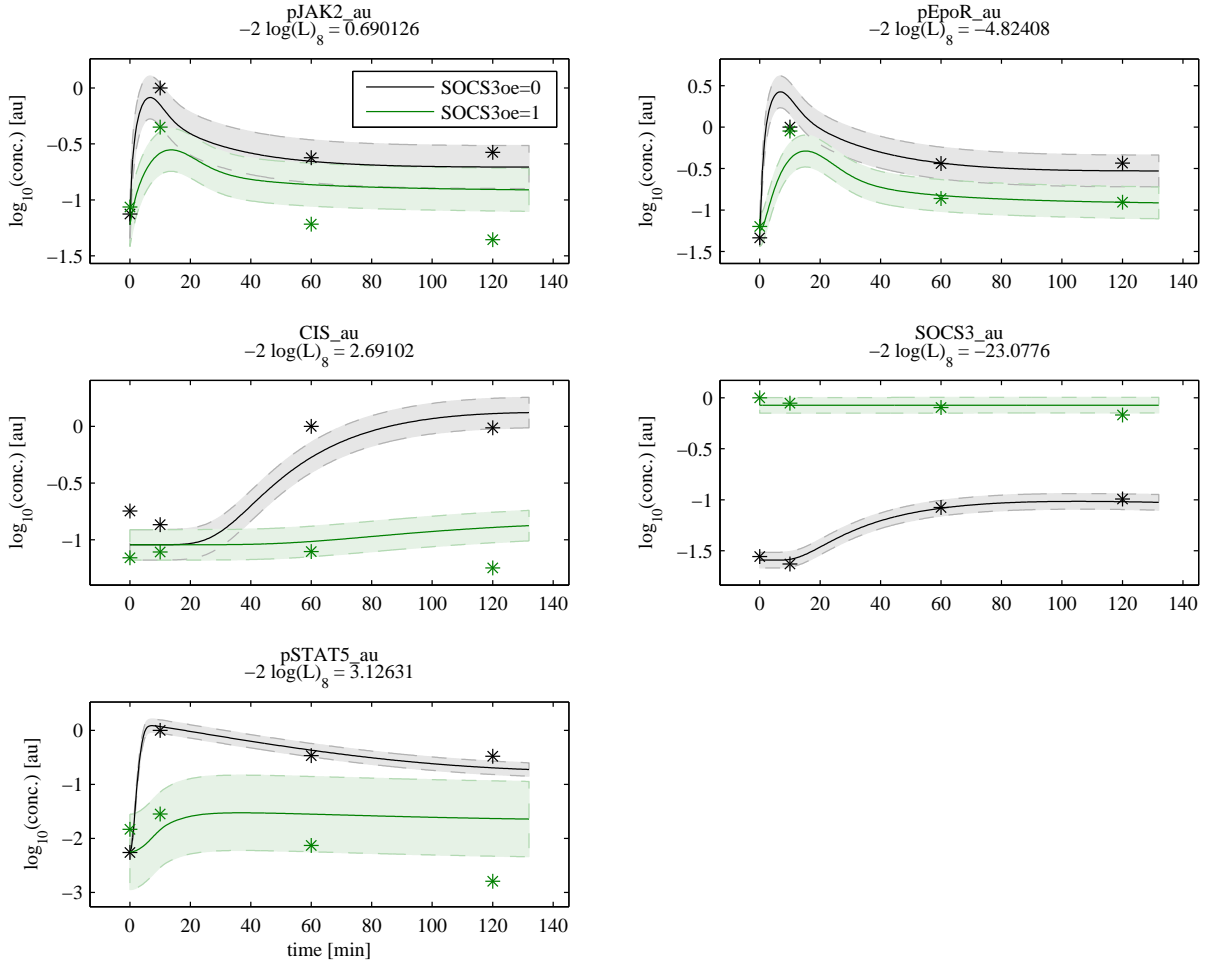 pJAK2_au
−2 log(L)8 = 0.690126
0
−0.5
−1
−1.5
log10(conc.) [au]
SOCS3oe=0
SOCS3oe=1
0 20 40 60 80 100 120 140
pEpoR_au
−2 log(L)8 = −4.82408
0.5
0
−0.5
−1
−1.5
log10(conc.) [au]
0 20 40 60 80 100 120 140
CIS_au
−2 log(L)8 = 2.69102
0
−0.5
−1
log10(conc.) [au]
0 20 40 60 80 100 120 140
SOCS3_au
−2 log(L)8 = −23.0776
0
−0.5
−1
−1.5
log10(conc.) [au]
0 20 40 60 80 100 120 140
pSTAT5_au
−2 log(L)8 = 3.12631
0
−1
−2
−3
log10(conc.) [au]
0 20 40 60 80 100 120 140
time [min]